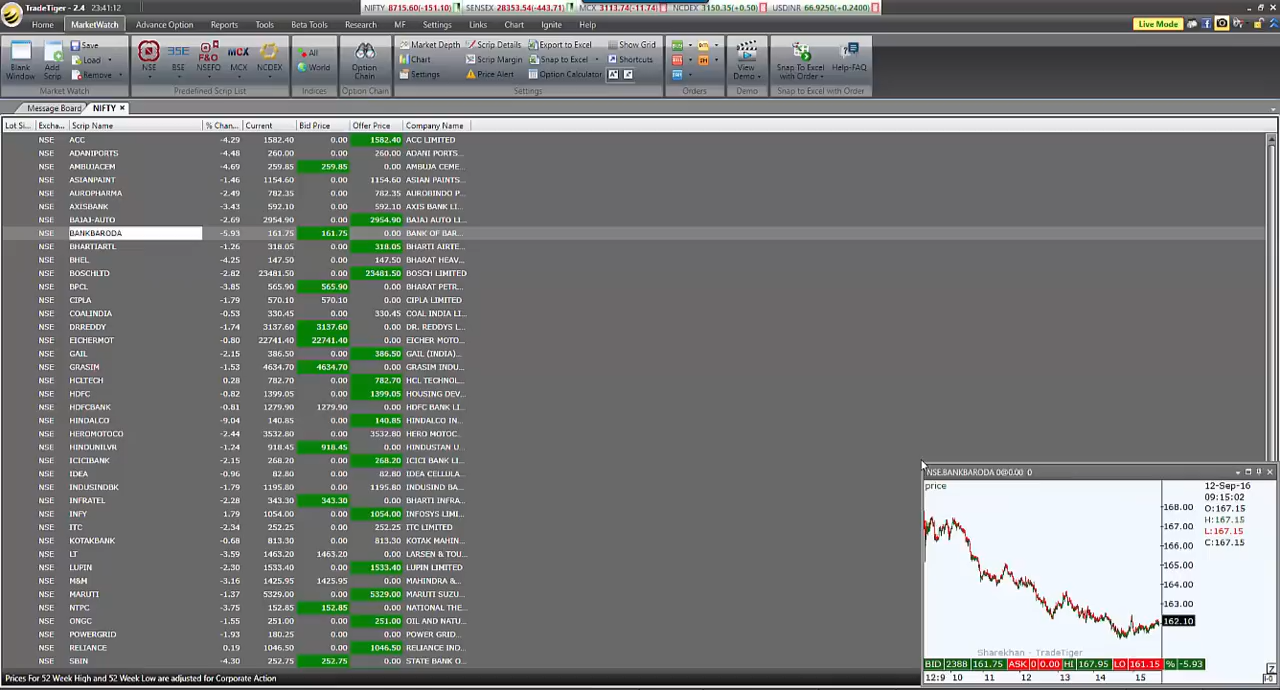 TradeTiger - 2.4
23:41:12
NIFTY 8715.60(-151.10)
SENSEX 28353.54(-443.71)
MCX 3113.74(-11.74)
NCDEX 3150.35(+0.50)
USDINR 66.9250(+0.2400)
Home MarketWatch Advance Option Reports Tools Beta Tools Research MF Settings Links Chart Ignite Help
Live Mode
Blank Window
Add Scrip
Save
Load
Remove
Market Watch
NSE BSE NSEFO MCX NCDEX
Predefined Scrip List
All
World
Indices
Option Chain
Option Chain
Market Depth Scrip Details Export to Excel Show Grid
Chart Scrip Margin Snap to Excel Shortcuts
Settings Price Alert Option Calculator
Settings
Orders
View Demo
Demo
Snap To Excel with Order
Help-FAQ
Snap to Excel with Order
Message Board NIFTY
Lot Si... Excha... Scrip Name % Chan... Current Bid Price Offer Price Company Name
NSE ACC -4.29 1582.40 0.00 1582.40 ACC LIMITED
NSE ADANIPORTS -4.48 260.00 0.00 260.00 ADANI PORTS...
NSE AMBUJACEM -4.69 259.85 259.85 0.00 AMBUJA CEME...
NSE ASIANPAINT -1.46 1154.60 0.00 1154.60 ASIAN PAINTS...
NSE AUROPHARMA -2.49 782.35 0.00 782.35 AUROBINDO P...
NSE AXISBANK -3.43 592.10 0.00 592.10 AXIS BANK LI...
NSE BAJAJ-AUTO -2.69 2954.90 0.00 2954.90 BAJAJ AUTO LI...
NSE BANKBARODA -5.93 161.75 161.75 0.00 BANK OF BAR...
NSE BHARTIARTL -1.26 318.05 0.00 318.05 BHARTI AIRTE...
NSE BHEL -4.25 147.50 0.00 147.50 BHARAT HEAV...
NSE BOSCHLTD -2.82 23481.50 0.00 23481.50 BOSCH LIMITED
NSE BPCL -3.85 565.90 565.90 0.00 BHARAT PETR...
NSE CIPLA -1.79 570.10 570.10 0.00 CIPLA LIMITED
NSE COALINDIA -0.53 330.45 0.00 330.45 COAL INDIA LI...
NSE DRREDDY -1.74 3137.60 3137.60 0.00 DR. REDDYS L...
NSE EICHERMOT -0.80 22741.40 22741.40 0.00 EICHER MOTO...
NSE GAIL -2.15 386.50 0.00 386.50 GAIL (INDIA)...
NSE GRASIM -1.53 4634.70 4634.70 0.00 GRASIM INDU...
NSE HCLTECH 0.28 782.70 0.00 782.70 HCL TECHNOL...
NSE HDFC -0.82 1399.05 0.00 1399.05 HOUSING DEV...
NSE HDFCBANK -0.81 1279.90 1279.90 0.00 HDFC BANK LI...
NSE HINDALCO -9.04 140.85 0.00 140.85 HINDALCO IN...
NSE HEROMOTOCO -2.44 3532.80 0.00 3532.80 HERO MOTOC...
NSE HINDUNILVR -1.24 918.45 918.45 0.00 HINDUSTAN U...
NSE ICICIBANK -4.01 268.20 0.00 268.20 ICICI BANK LI...
NSE IDEA -0.96 82.80 82.80 0.00 IDEA CELLULA...
NSE INDUSINDBK -1.79 1195.80 0.00 1195.80 INDUSIND BA...
NSE INFRATEL -2.28 343.30 343.30 0.00 BHARTI INFRA...
NSE INFY 1.79 1054.00 0.00 1054.00 INFOSYS LIMI...
NSE ITC -2.34 252.25 0.00 252.25 ITC LIMITED
NSE KOTAKBANK -0.68 813.30 0.00 813.30 KOTAK MAHIN...
NSE LT -3.59 1463.20 1463.20 0.00 LARSEN & TOU...
NSE LUPIN -2.30 1533.40 0.00 1533.40 LUPIN LIMITED
NSE M&M -3.16 1425.95 1425.95 0.00 MAHINDRA &...
NSE MARUTI -1.37 5329.00 0.00 5329.00 MARUTI SUZU...
NSE NTPC -3.75 152.85 152.85 0.00 NATIONAL THE...
NSE ONGC -1.55 251.00 0.00 251.00 OIL AND NATU...
NSE POWERGRID -1.93 180.25 0.00 180.25 POWER GRID...
NSE RELIANCE 0.19 1046.50 0.00 1046.50 RELIANCE IND...
NSE SBIN -4.30 252.75 252.75 0.00 STATE BANK O...
NSE.BANKBARODA 0@0.00 0
price
12-Sep-16
09:15:02
O:167.15
H:167.15
L:167.15
C:167.15
168.00
167.00
166.00
165.00
164.00
163.00
162.10
Sharekhan - TradeTiger
BID 2388 161.75 ASK 0 0.00 HI 167.95 LO 161.15 % -5.93
12:9 10 11 12 13 14 15
Prices For 52 Week High and 52 Week Low are adjusted for Corporate Action